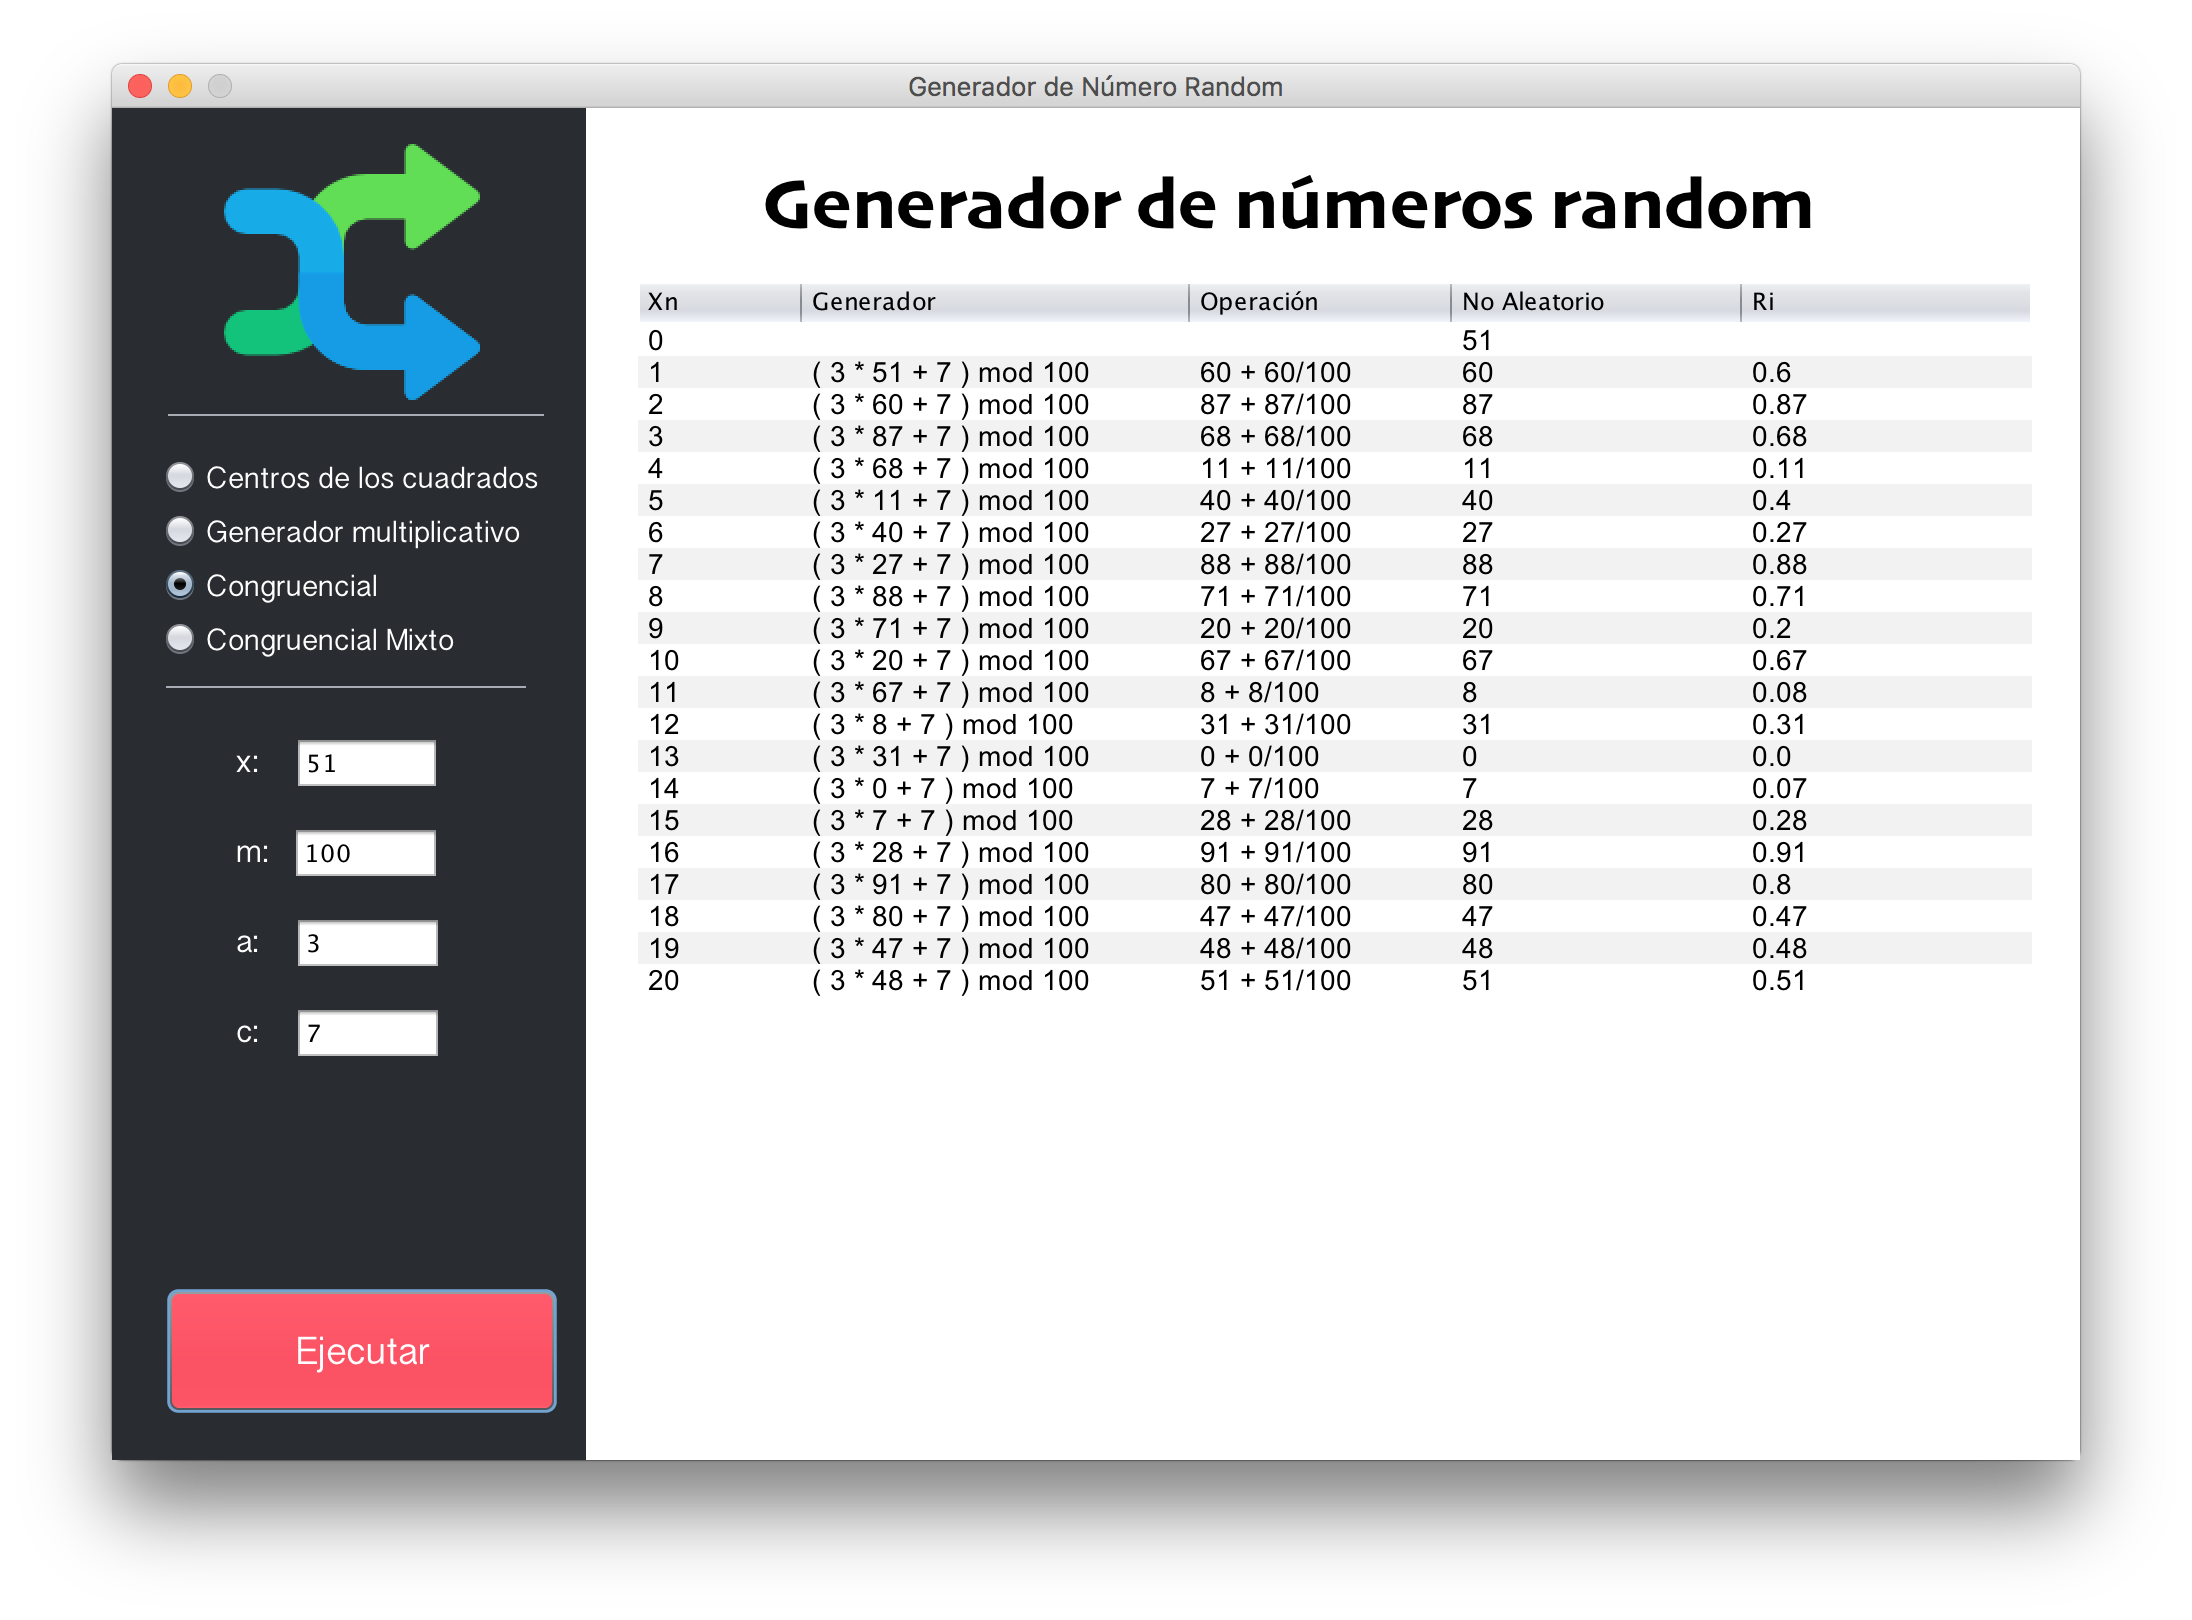 Generador de Número Random
Centros de los cuadrados
Generador multiplicativo
Congruencial
Congruencial Mixto
x: 51
m: 100
a: 3
c: 7
Ejecutar
Generador de números random
Xn Generador Operación No Aleatorio Ri
0 51
1 ( 3 * 51 + 7 ) mod 100 60 + 60/100 60 0.6
2 ( 3 * 60 + 7 ) mod 100 87 + 87/100 87 0.87
3 ( 3 * 87 + 7 ) mod 100 68 + 68/100 68 0.68
4 ( 3 * 68 + 7 ) mod 100 11 + 11/100 11 0.11
5 ( 3 * 11 + 7 ) mod 100 40 + 40/100 40 0.4
6 ( 3 * 40 + 7 ) mod 100 27 + 27/100 27 0.27
7 ( 3 * 27 + 7 ) mod 100 88 + 88/100 88 0.88
8 ( 3 * 88 + 7 ) mod 100 71 + 71/100 71 0.71
9 ( 3 * 71 + 7 ) mod 100 20 + 20/100 20 0.2
10 ( 3 * 20 + 7 ) mod 100 67 + 67/100 67 0.67
11 ( 3 * 67 + 7 ) mod 100 8 + 8/100 8 0.08
12 ( 3 * 8 + 7 ) mod 100 31 + 31/100 31 0.31
13 ( 3 * 31 + 7 ) mod 100 0 + 0/100 0 0.0
14 ( 3 * 0 + 7 ) mod 100 7 + 7/100 7 0.07
15 ( 3 * 7 + 7 ) mod 100 28 + 28/100 28 0.28
16 ( 3 * 28 + 7 ) mod 100 91 + 91/100 91 0.91
17 ( 3 * 91 + 7 ) mod 100 80 + 80/100 80 0.8
18 ( 3 * 80 + 7 ) mod 100 47 + 47/100 47 0.47
19 ( 3 * 47 + 7 ) mod 100 48 + 48/100 48 0.48
20 ( 3 * 48 + 7 ) mod 100 51 + 51/100 51 0.51